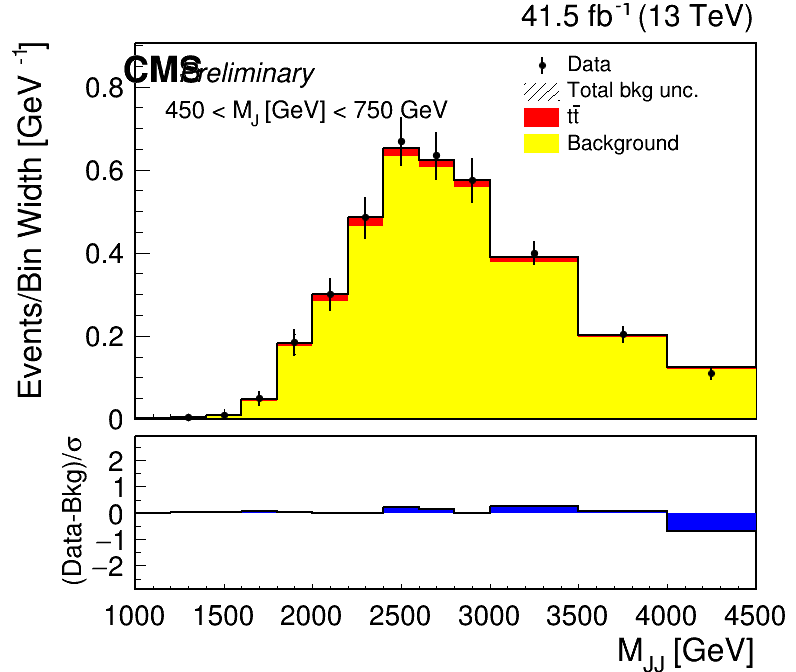 41.5 fb⁻¹ (13 TeV)
CMS Preliminary
450 < M_J [GeV] < 750 GeV
Data
Total bkg unc.
tt̄
Background
Events/Bin Width [GeV⁻¹]
0.8
0.6
0.4
0.2
0
(Data-Bkg)/σ
2
1
0
−1
−2
1000 1500 2000 2500 3000 3500 4000 4500
M_JJ [GeV]